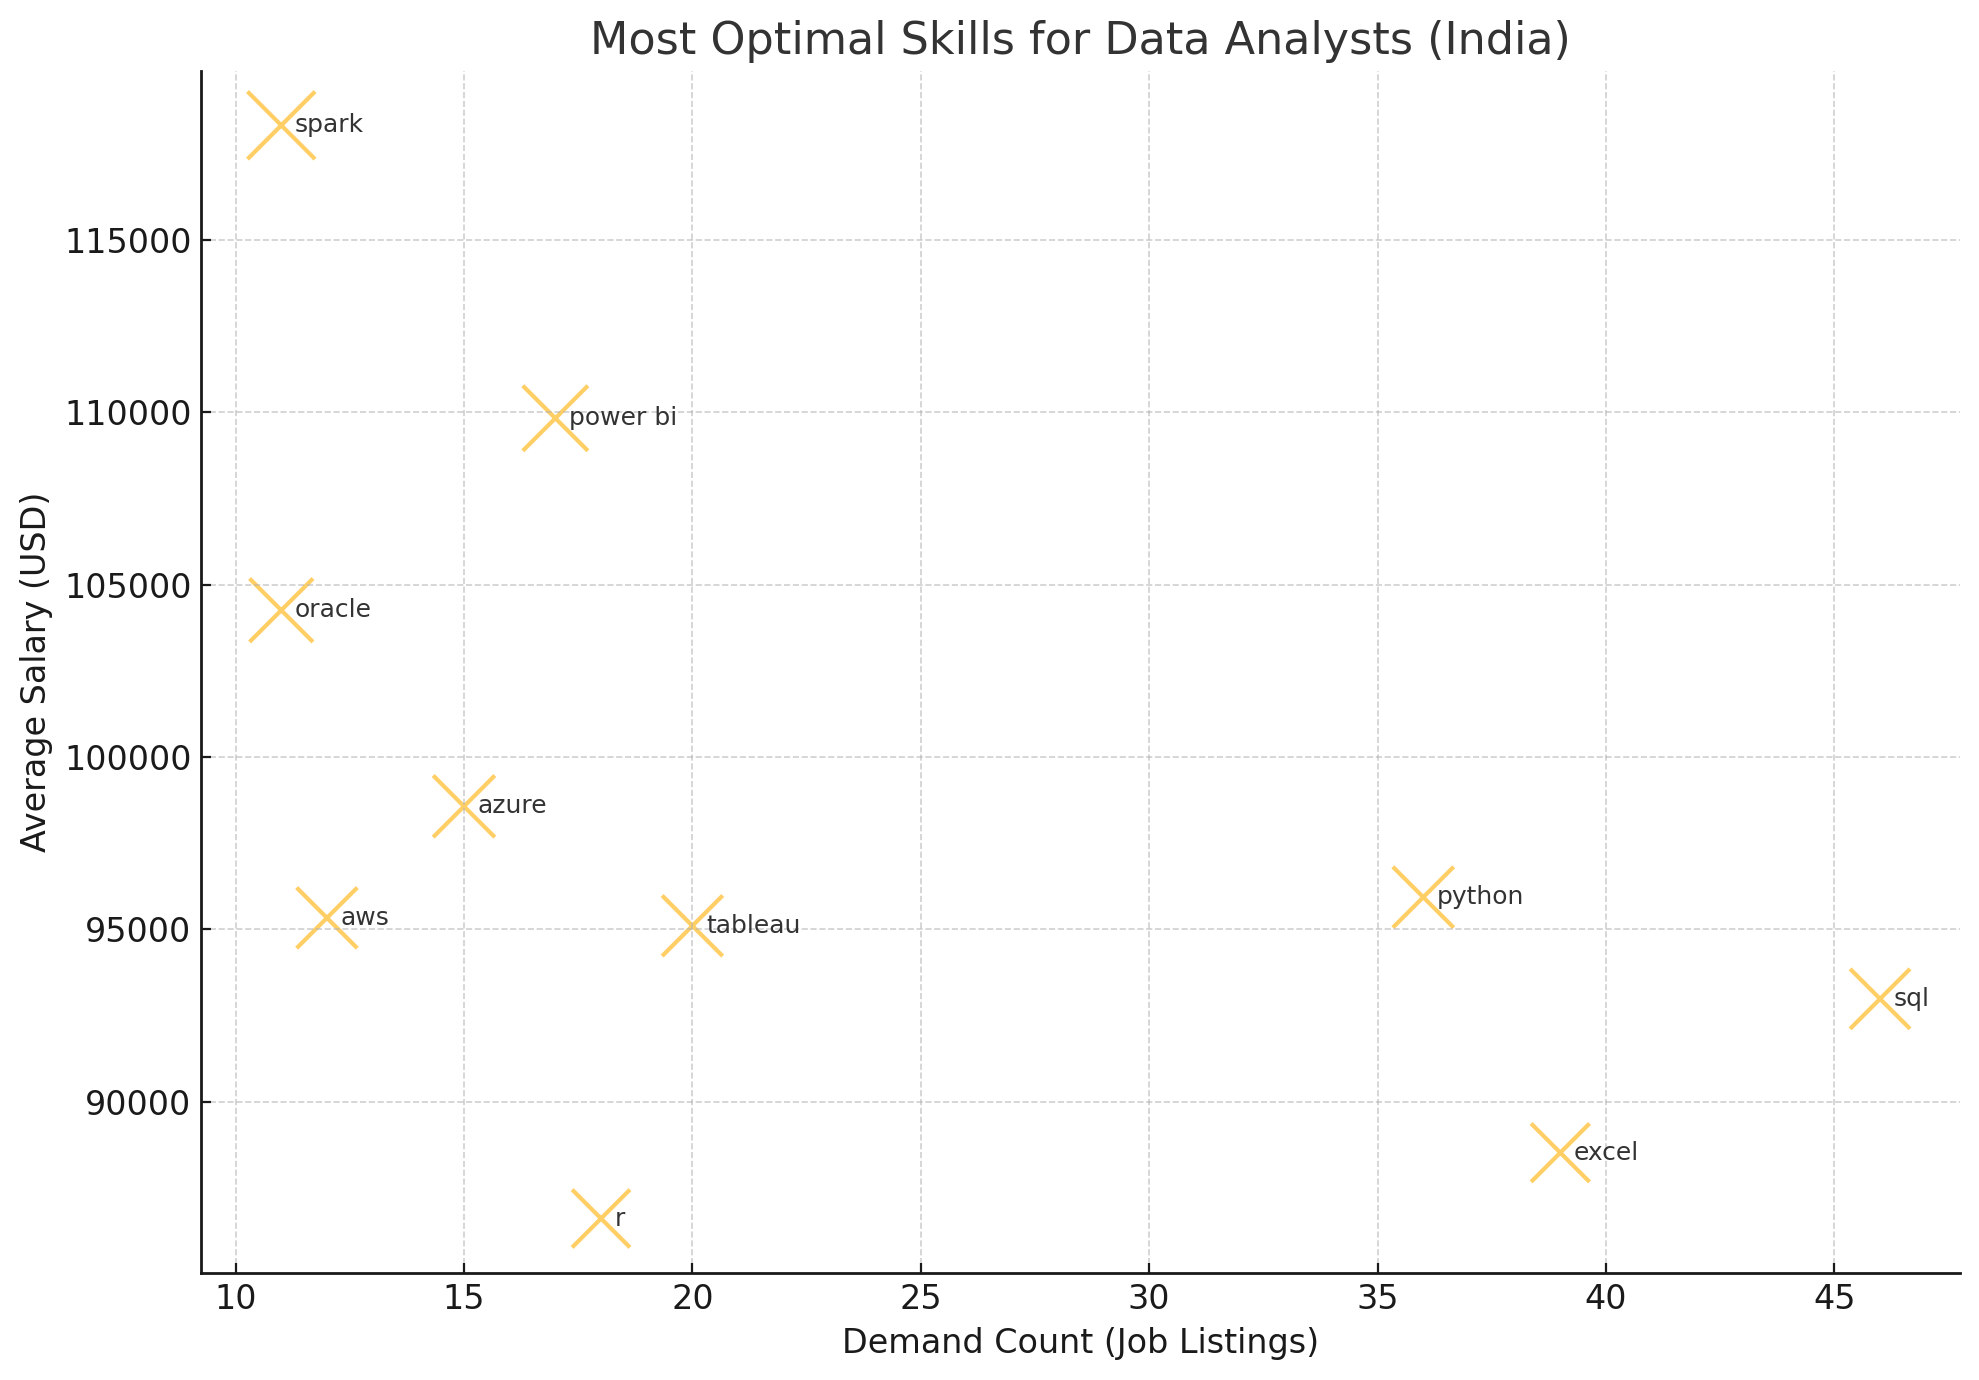 Most Optimal Skills for Data Analysts (India)
spark
115000
110000
power bi
105000
oracle
100000
azure
python
aws
95000
tableau
sql
90000
excel
r
Average Salary (USD)
10 15 20 25 30 35 40 45
Demand Count (Job Listings)